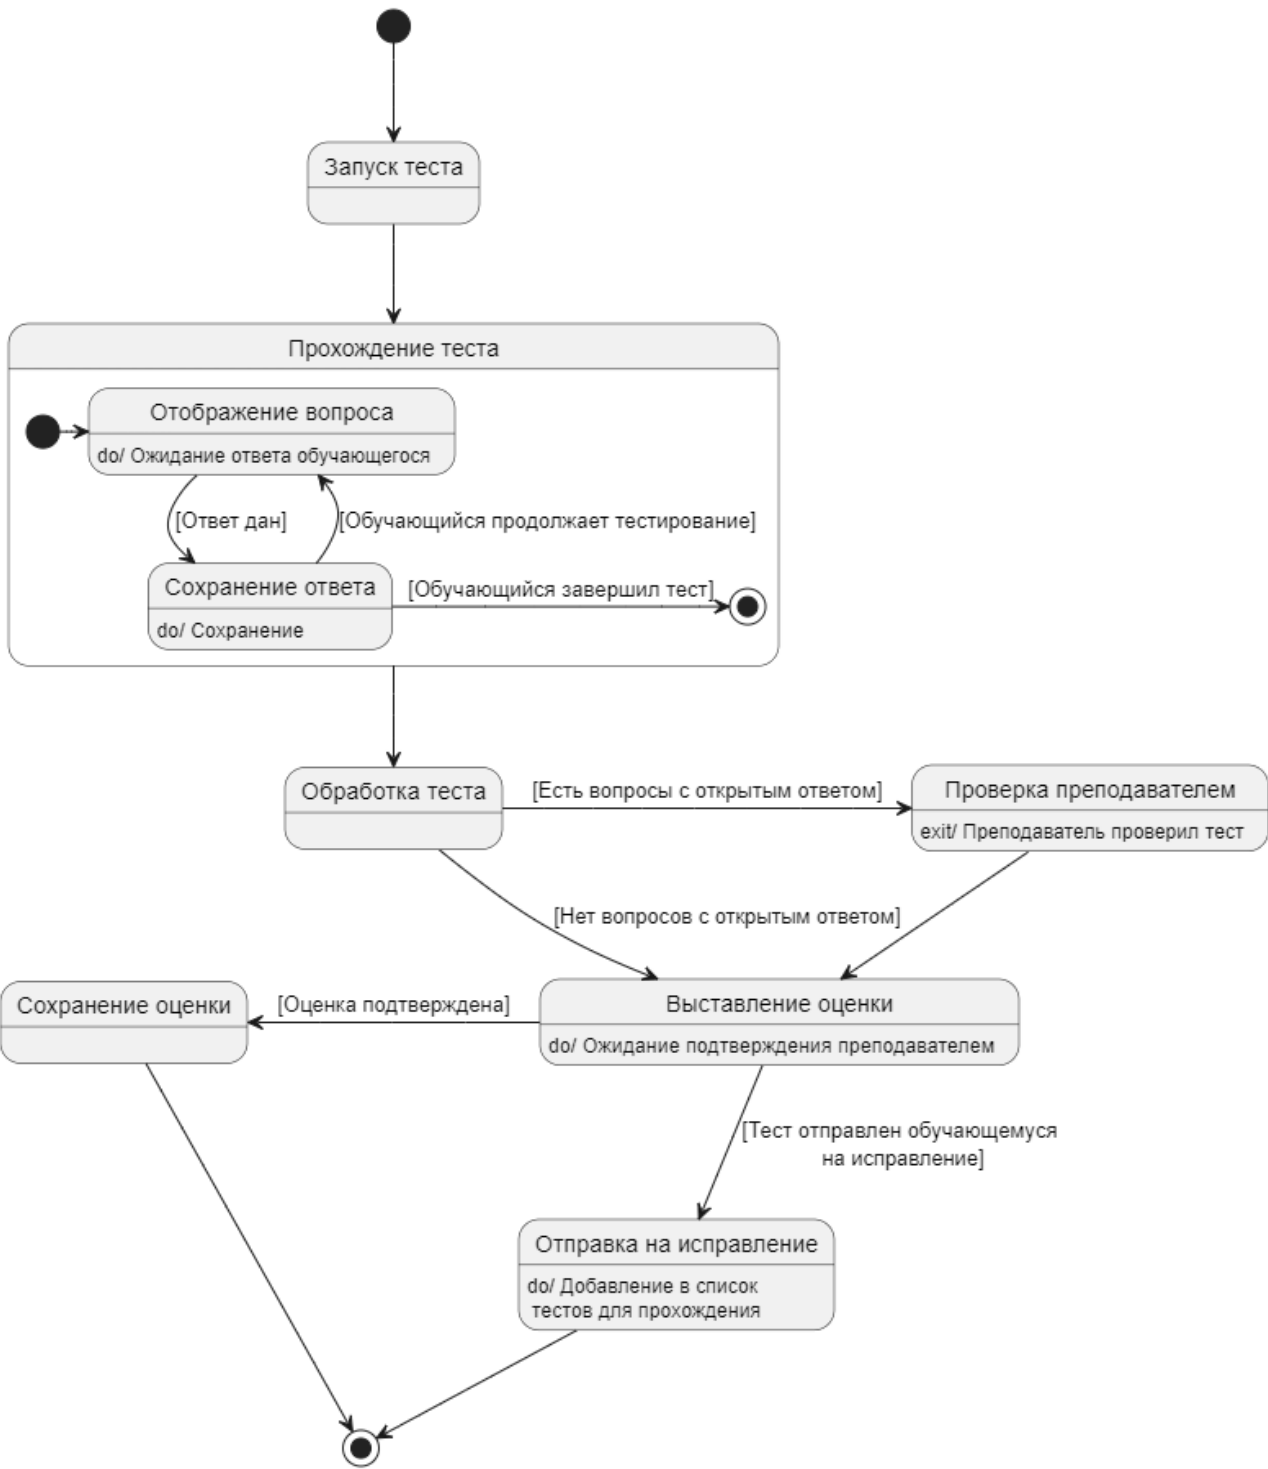 Запуск теста
Прохождение теста
Отображение вопроса
do/ Ожидание ответа обучающегося
[Ответ дан]
[Обучающийся продолжает тестирование]
Сохранение ответа
do/ Сохранение
[Обучающийся завершил тест]
Обработка теста
[Есть вопросы с открытым ответом]
Проверка преподавателем
exit/ Преподаватель проверил тест
[Нет вопросов с открытым ответом]
Сохранение оценки
[Оценка подтверждена]
Выставление оценки
do/ Ожидание подтверждения преподавателем
[Тест отправлен обучающемуся
на исправление]
Отправка на исправление
do/ Добавление в список
тестов для прохождения